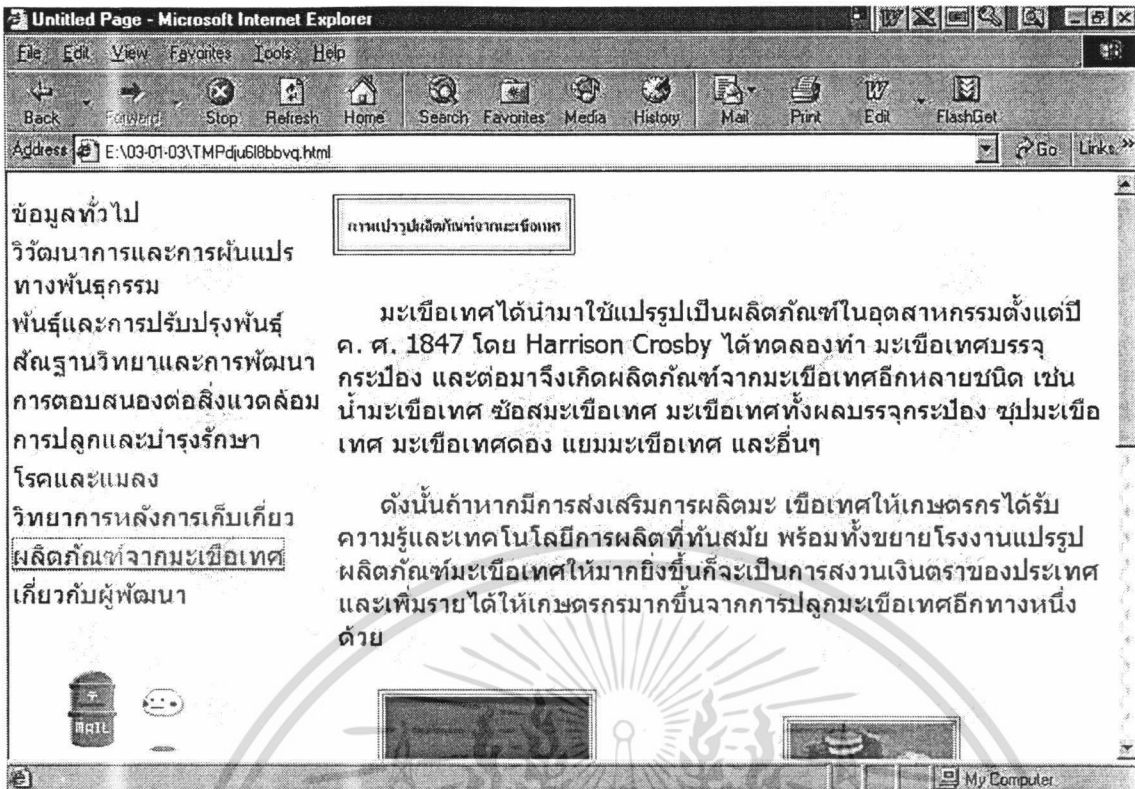 Untitled Page - Microsoft Internet Explorer
File Edit View Favorites Tools Help
Back Forward Stop Refresh Home Search Favorites Media History Mail Print Edit FlashGet
Address E:\03-01-03\TMPdju6l8bbvq.html Go Links »
ข้อมูลทั่วไป
วิวัฒนาการและการผันแปร
ทางพันธุกรรม
พันธุ์และการปรับปรุงพันธุ์
สัณฐานวิทยาและการพัฒนา
การตอบสนองต่อสิ่งแวดล้อม
การปลูกและบำรุงรักษา
โรคและแมลง
วิทยาการหลังการเก็บเกี่ยว
ผลิตภัณฑ์จากมะเขือเทศ
เกี่ยวกับผู้พัฒนา
MAIL
การแปรรูปผลิตภัณฑ์จากมะเขือเทศ
มะเขือเทศได้นำมาใช้แปรรูปเป็นผลิตภัณฑ์ในอุตสาหกรรมตั้งแต่ปี
ค. ศ. 1847 โดย Harrison Crosby ได้ทดลองทำ มะเขือเทศบรรจุ
กระป๋อง และต่อมาจึงเกิดผลิตภัณฑ์จากมะเขือเทศอีกหลายชนิด เช่น
น้ำมะเขือเทศ ซ้อสมะเขือเทศ มะเขือเทศทั้งผลบรรจุกระป๋อง ซุปมะเขือ
เทศ มะเขือเทศดอง แยมมะเขือเทศ และอื่นๆ
ดังนั้นถ้าหากมีการส่งเสริมการผลิตมะ เขือเทศให้เกษตรกรได้รับ
ความรู้และเทคโนโลยีการผลิตที่ทันสมัย พร้อมทั้งขยายโรงงานแปรรูป
ผลิตภัณฑ์มะเขือเทศให้มากยิ่งขึ้นก็จะเป็นการสงวนเงินตราของประเทศ
และเพิ่มรายได้ให้เกษตรกรมากขึ้นจากการปลูกมะเขือเทศอีกทางหนึ่ง
ด้วย
My Computer